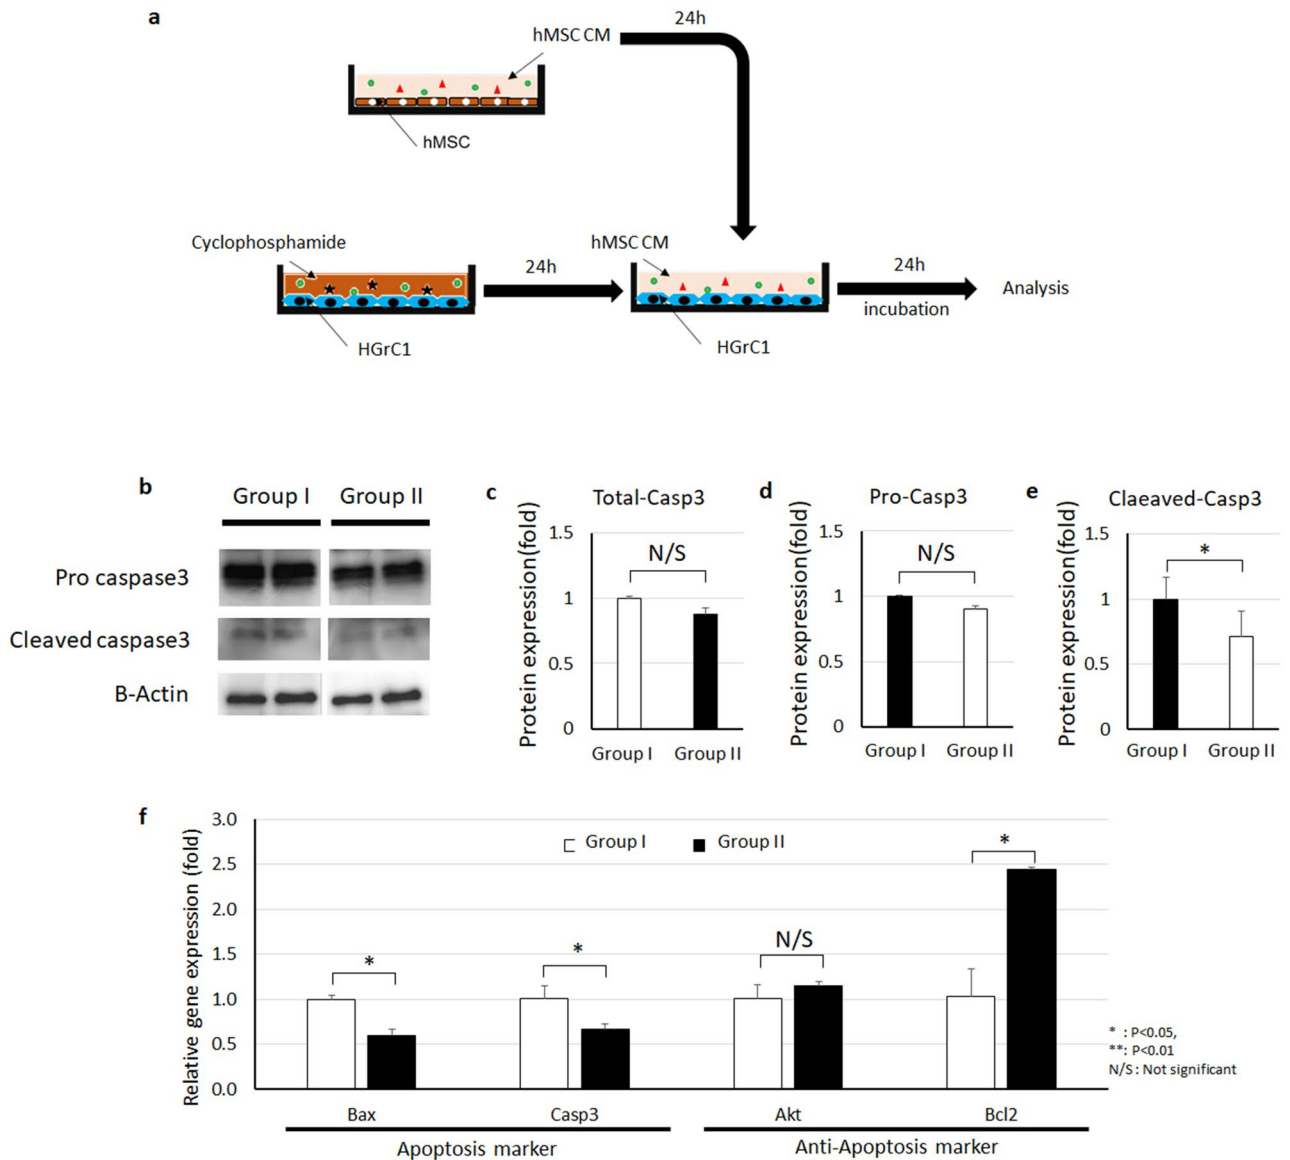 a
24h
hMSC CM
hMSC
Cyclophosphamide
hMSC CM
24h
24h
incubation
Analysis
HGrC1
HGrC1
b
Group I Group II
Pro caspase3
Cleaved caspase3
B-Actin
c
Total-Casp3
Protein expression(fold)
1.5
1
0.5
0
N/S
Group I Group II
d
Pro-Casp3
Protein expression(fold)
1.5
1
0.5
0
N/S
Group I Group II
e
Claeaved-Casp3
Protein expression(fold)
1.5
1
0.5
0
*
Group I Group II
f
Relative gene expression (fold)
3.0
2.5
2.0
1.5
1.0
0.5
0.0
Group I Group II
*
*
N/S
*
Bax Casp3 Akt Bcl2
Apoptosis marker Anti-Apoptosis marker
* : P<0.05,
**: P<0.01
N/S : Not significant